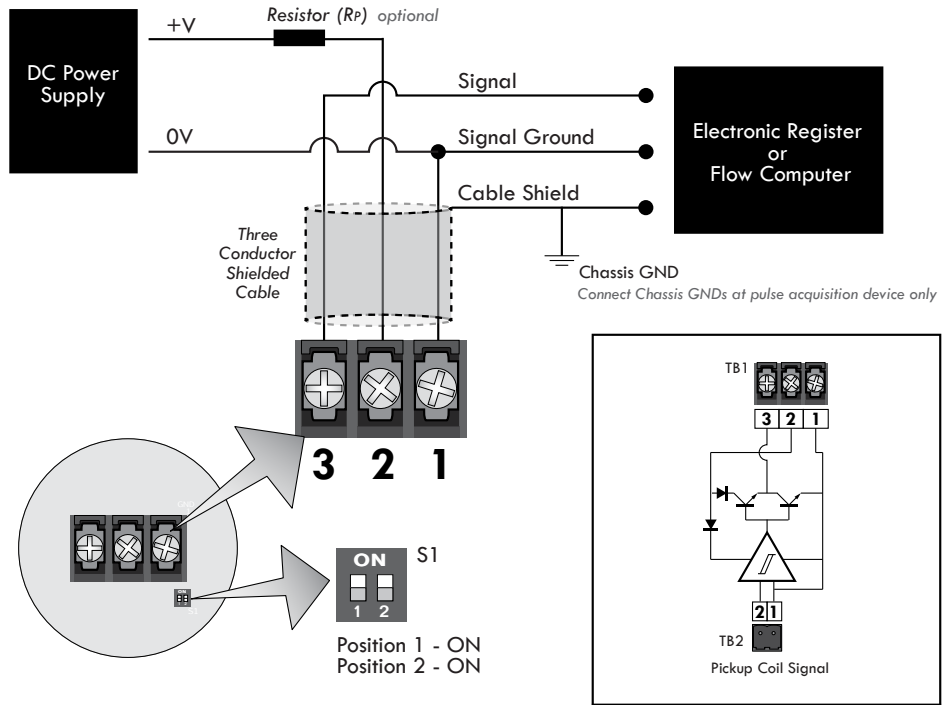 Resistor (RP) optional
+V
DC Power
Supply
Signal
0V
Signal Ground
Electronic Register
or
Flow Computer
Cable Shield
Three
Conductor
Shielded
Cable
Chassis GND
Connect Chassis GNDs at pulse acquisition device only
3 2 1
TB1
3 2 1
ON
S1
1 2
Position 1 - ON
Position 2 - ON
ON
S1
2 1
TB2
Pickup Coil Signal